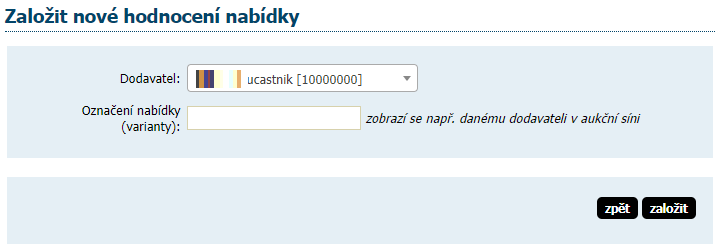 Založit nové hodnocení nabídky
Dodavatel: ucastnik [10000000]
Označení nabídky
(varianty): zobrazí se např. danému dodavateli v aukční síni
zpět založit